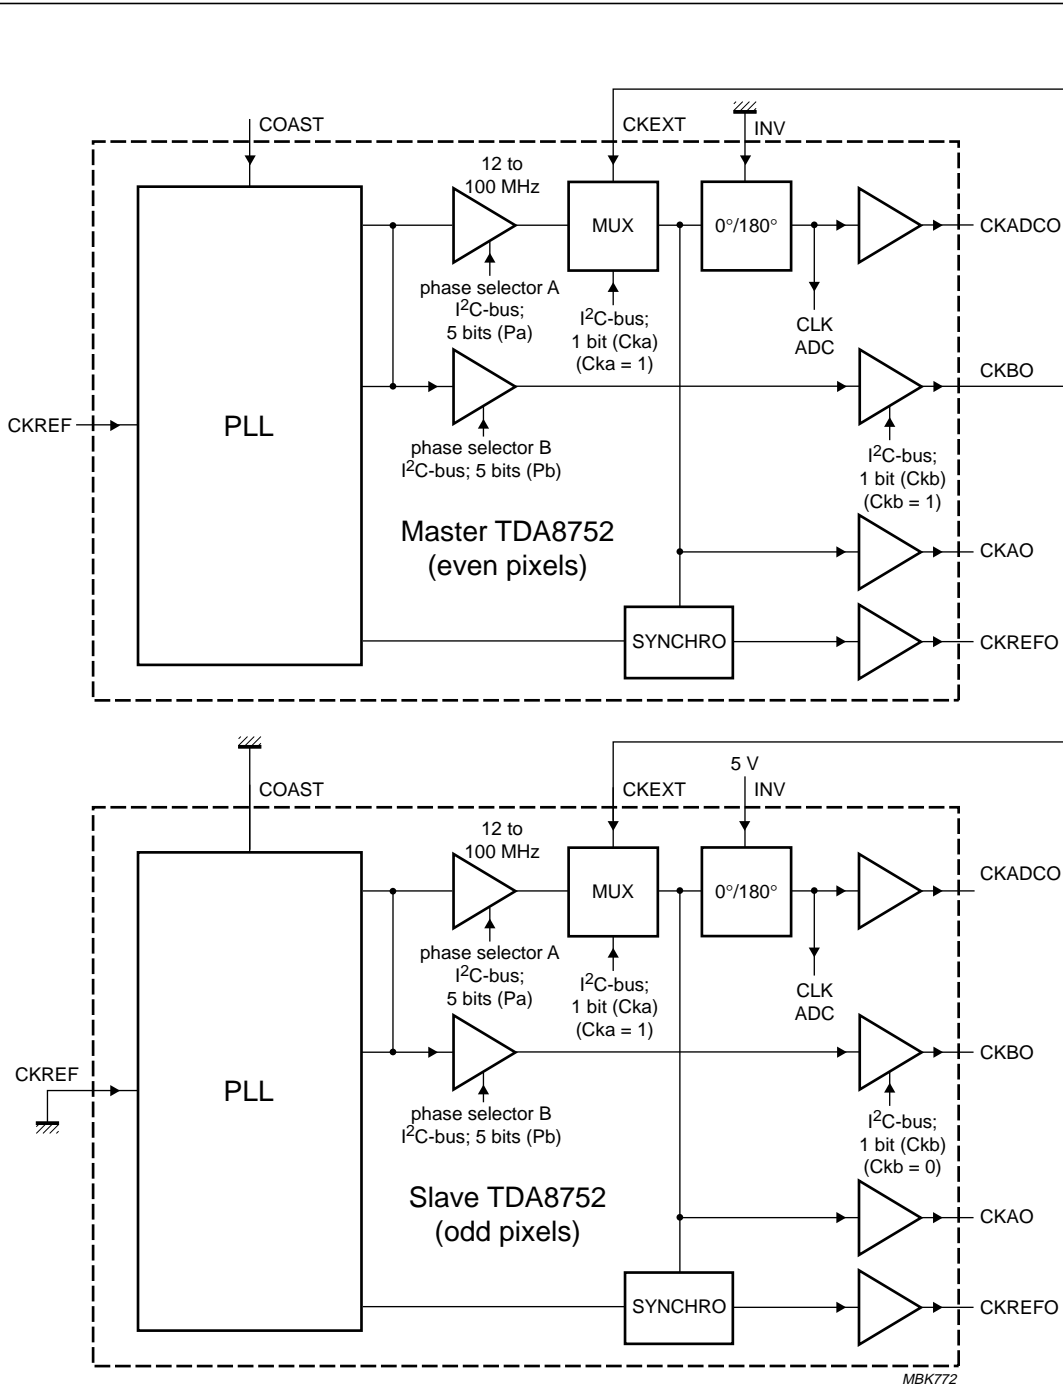 COAST
CKEXT
INV
12 to
100 MHz
MUX
0°/180°
CKADCO
phase selector A
I²C-bus;
5 bits (Pa)
I²C-bus;
1 bit (Cka)
(Cka = 1)
CLK
ADC
CKBO
CKREF
PLL
phase selector B
I²C-bus; 5 bits (Pb)
I²C-bus;
1 bit (Ckb)
(Ckb = 1)
Master TDA8752
(even pixels)
CKAO
SYNCHRO
CKREFO
COAST
CKEXT
5 V
INV
12 to
100 MHz
MUX
0°/180°
CKADCO
phase selector A
I²C-bus;
5 bits (Pa)
I²C-bus;
1 bit (Cka)
(Cka = 1)
CLK
ADC
CKBO
CKREF
PLL
phase selector B
I²C-bus; 5 bits (Pb)
I²C-bus;
1 bit (Ckb)
(Ckb = 0)
Slave TDA8752
(odd pixels)
CKAO
SYNCHRO
CKREFO
MBK772